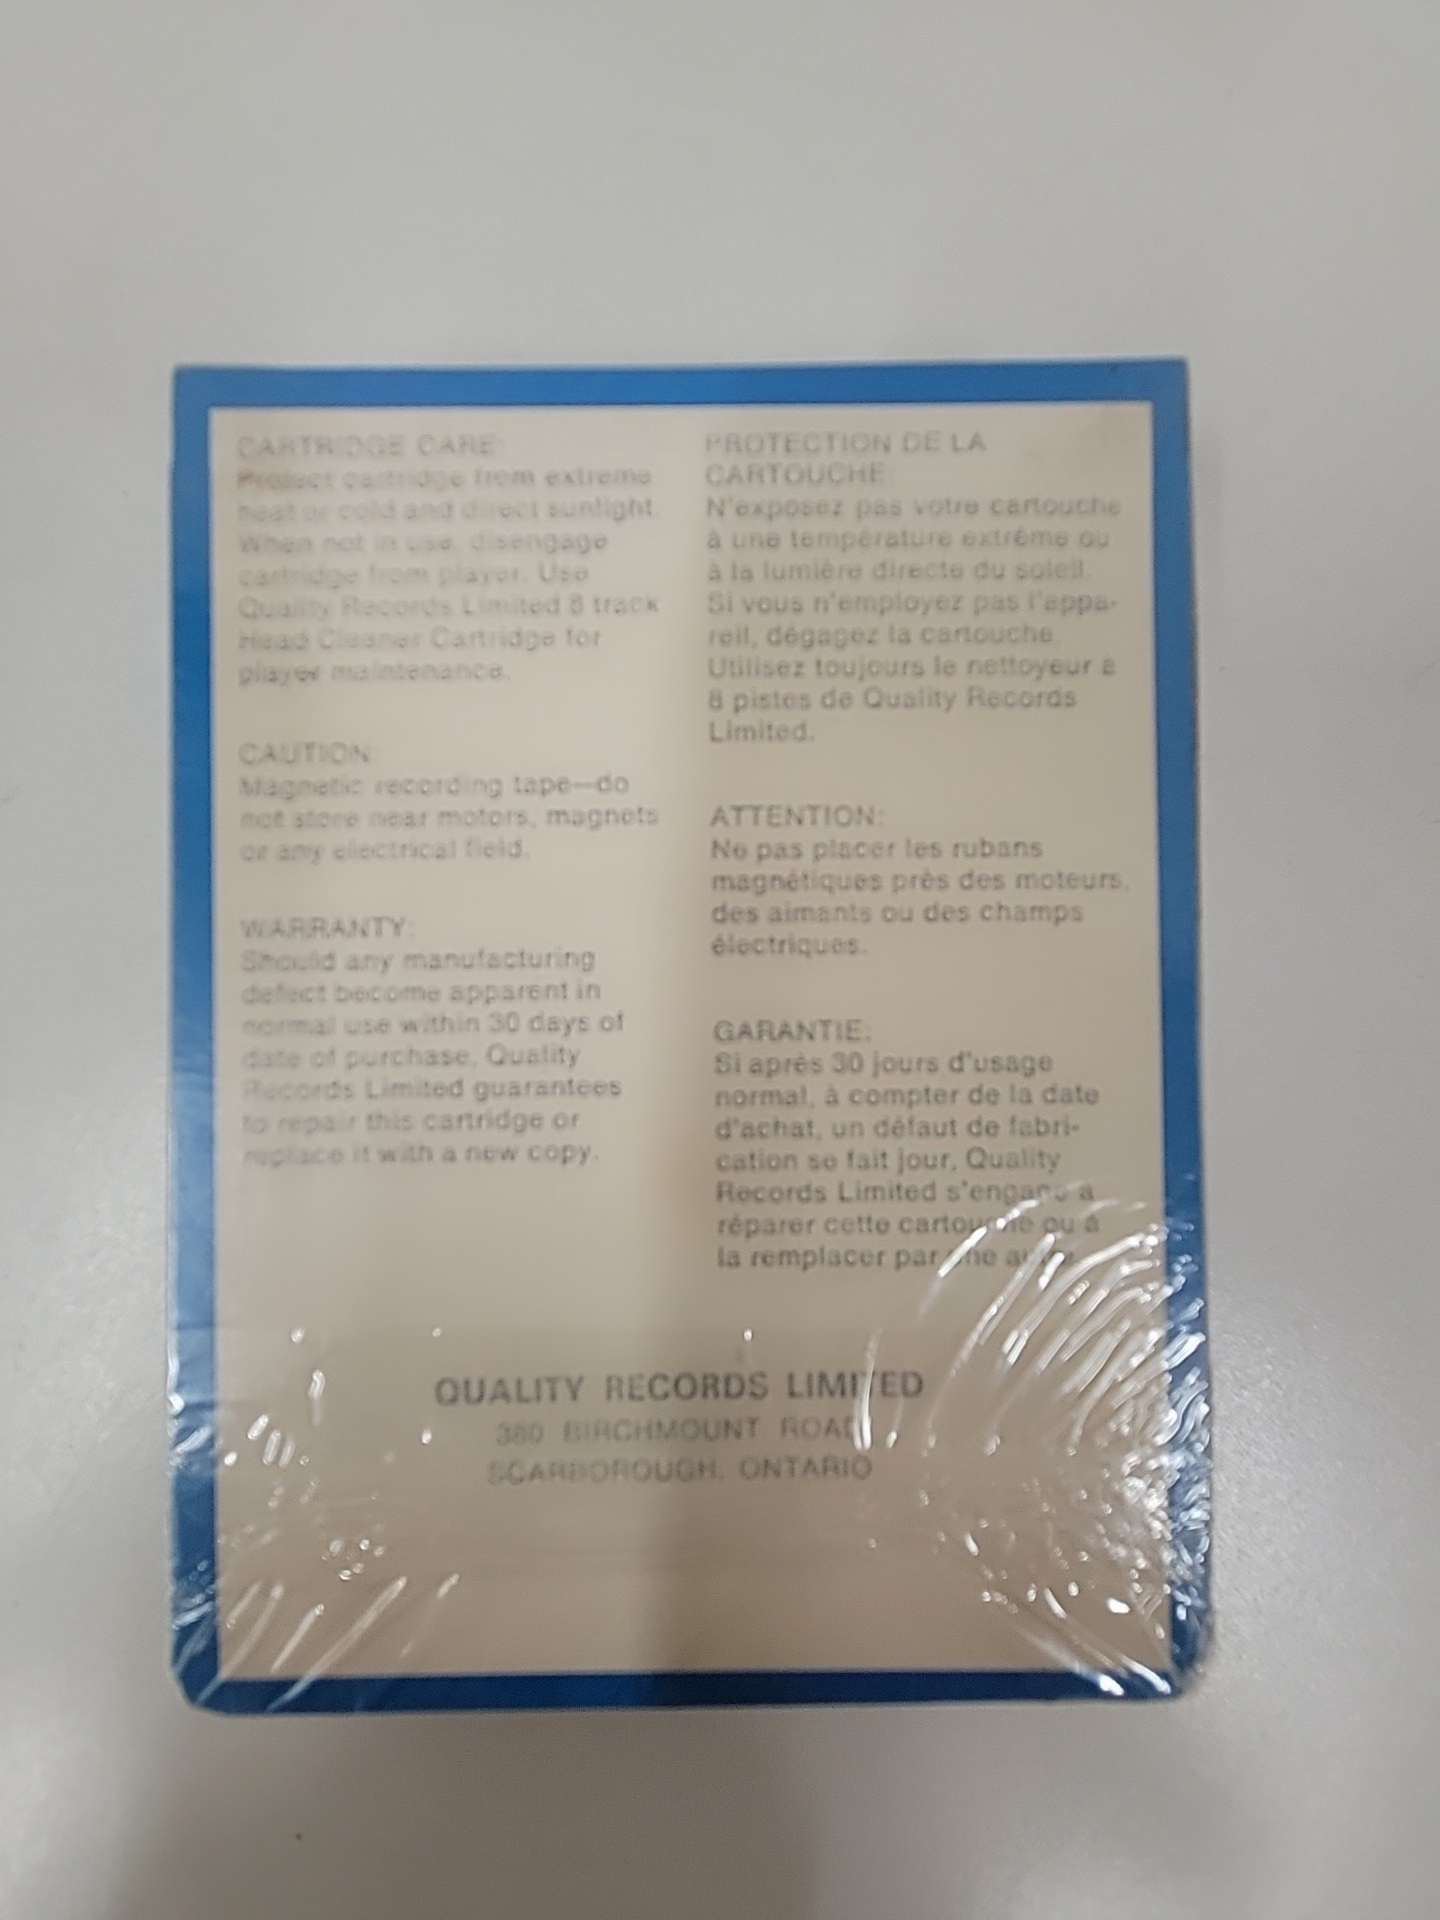 CARTRIDGE CARE:
Protect cartridge from extreme
heat or cold and direct sunlight.
When not in use, disengage
cartridge from player. Use
Quality Records Limited 8 track
Head Cleaner Cartridge for
player maintenance.
CAUTION:
Magnetic recording tape—do
not store near motors, magnets
or any electrical field.
WARRANTY:
Should any manufacturing
defect become apparent in
normal use within 30 days of
date of purchase, Quality
Records Limited guarantees
to repair this cartridge or
replace it with a new copy.
PROTECTION DE LA
CARTOUCHE:
N'exposez pas votre cartouche
à une température extrême ou
à la lumière directe du soleil.
Si vous n'employez pas l'appa-
reil, dégagez la cartouche.
Utilisez toujours le nettoyeur à
8 pistes de Quality Records
Limited.
ATTENTION:
Ne pas placer les rubans
magnétiques près des moteurs,
des aimants ou des champs
électriques.
GARANTIE:
Si après 30 jours d'usage
normal, à compter de la date
d'achat, un défaut de fabri-
cation se fait jour, Quality
Records Limited s'engage à
réparer cette cartouche ou à
la remplacer par une autre.
QUALITY RECORDS LIMITED
380 BIRCHMOUNT ROAD
SCARBOROUGH, ONTARIO